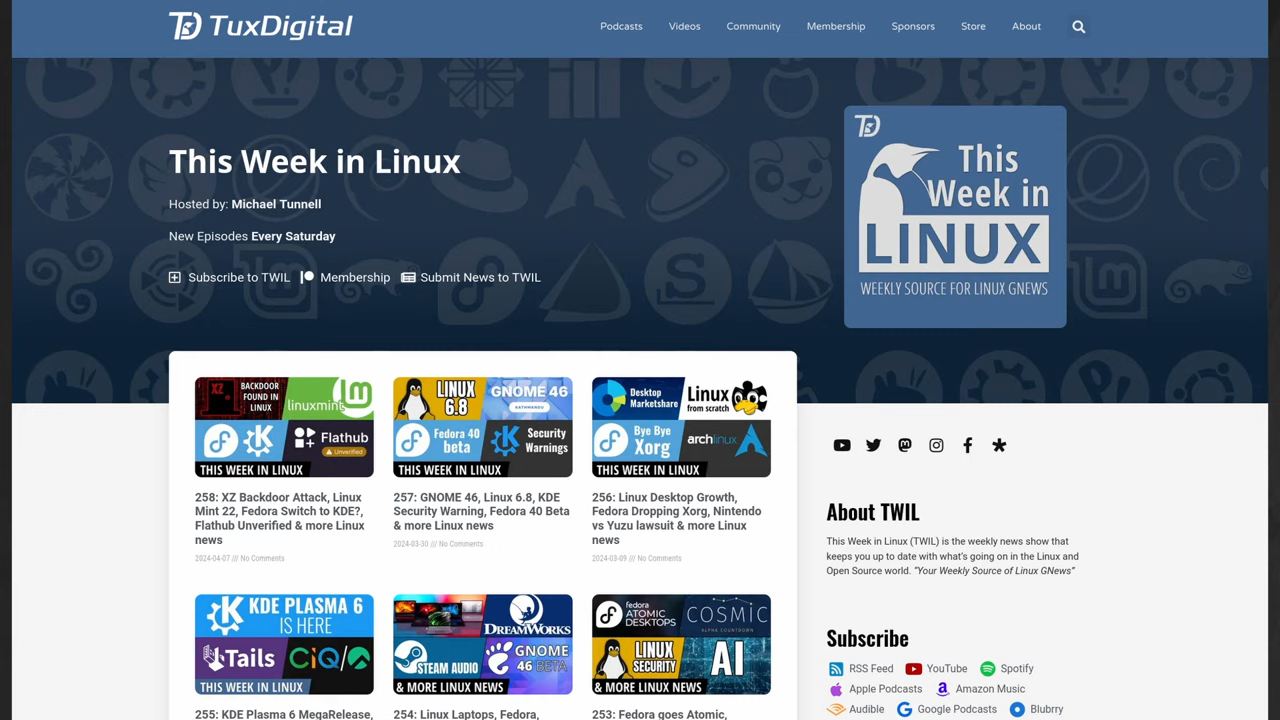 TuxDigital
Podcasts Videos Community Membership Sponsors Store About
This Week in Linux
Hosted by: Michael Tunnell
New Episodes Every Saturday
Subscribe to TWIL Membership Submit News to TWIL
This
Week in
LINUX
WEEKLY SOURCE FOR LINUX GNEWS
XZ
BACKDOOR
FOUND IN
LINUX
linuxmint
Flathub
Unverified
THIS WEEK IN LINUX
LINUX
6.8
GNOME 46
KATHMANDU
Fedora 40
beta
Security
Warnings
THIS WEEK IN LINUX
Desktop
Marketshare
Linux
from scratch
Bye Bye
Xorg
archlinux
THIS WEEK IN LINUX
258: XZ Backdoor Attack, Linux
Mint 22, Fedora Switch to KDE?,
Flathub Unverified & more Linux
news
2024-04-07 /// No Comments
257: GNOME 46, Linux 6.8, KDE
Security Warning, Fedora 40 Beta
& more Linux news
2024-03-30 /// No Comments
256: Linux Desktop Growth,
Fedora Dropping Xorg, Nintendo
vs Yuzu lawsuit & more Linux
news
2024-03-09 /// No Comments
KDE PLASMA 6
IS HERE
Tails
CIQ/
THIS WEEK IN LINUX
DREAMWORKS
STEAM AUDIO
GNOME
46 BETA
& MORE LINUX NEWS
fedora
ATOMIC
DESKTOPS
COSMIC
ALPHA COUNTDOWN
LINUX
SECURITY
AI
& MORE LINUX NEWS
255: KDE Plasma 6 MegaRelease,
254: Linux Laptops, Fedora,
253: Fedora goes Atomic,
About TWIL
This Week in Linux (TWIL) is the weekly news show that
keeps you up to date with what's going on in the Linux and
Open Source world. “Your Weekly Source of Linux GNews”
Subscribe
RSS Feed YouTube Spotify
Apple Podcasts Amazon Music
Audible Google Podcasts Blubrry